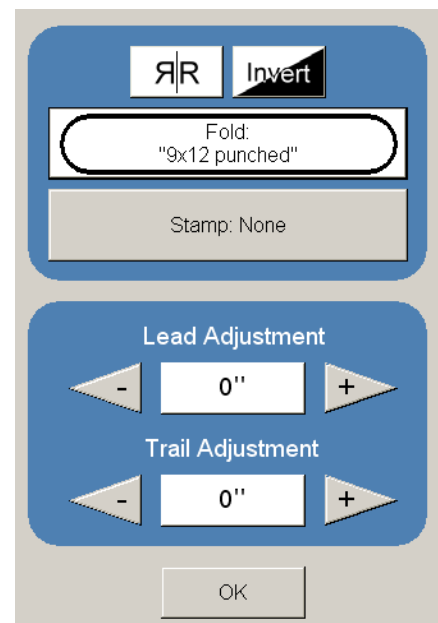 ЯR Invert
Fold:
"9x12 punched"
Stamp: None
Lead Adjustment
- 0" +
Trail Adjustment
- 0" +
OK